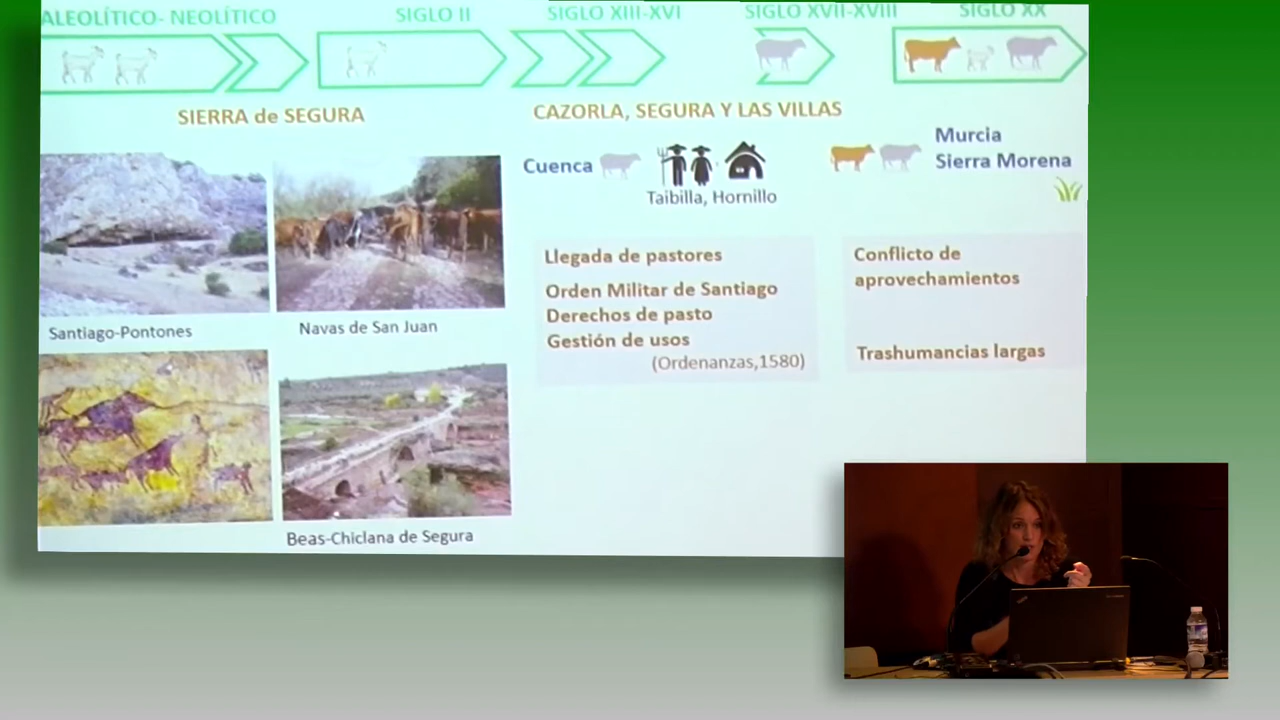 ALEOLÍTICO- NEOLÍTICO
SIGLO II
SIGLO XIII-XVI
SIGLO XVII-XVIII
SIGLO XX
SIERRA de SEGURA
CAZORLA, SEGURA Y LAS VILLAS
Cuenca
Taibilla, Hornillo
Murcia
Sierra Morena
Santiago-Pontones
Navas de San Juan
Beas-Chiclana de Segura
Llegada de pastores
Orden Militar de Santiago
Derechos de pasto
Gestión de usos
(Ordenanzas,1580)
Conflicto de
aprovechamientos
Trashumancias largas